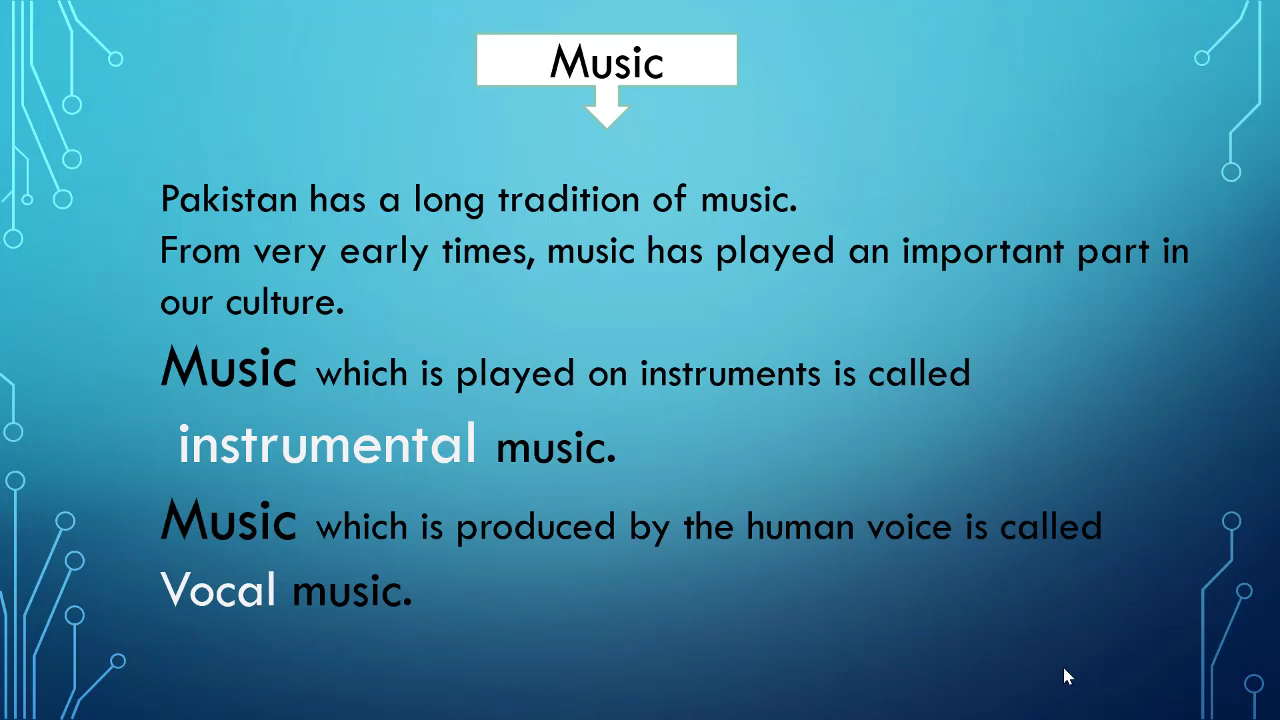 Music
Pakistan has a long tradition of music.
From very early times, music has played an important part in
our culture.
Music which is played on instruments is called
instrumental music.
Music which is produced by the human voice is called
Vocal music.